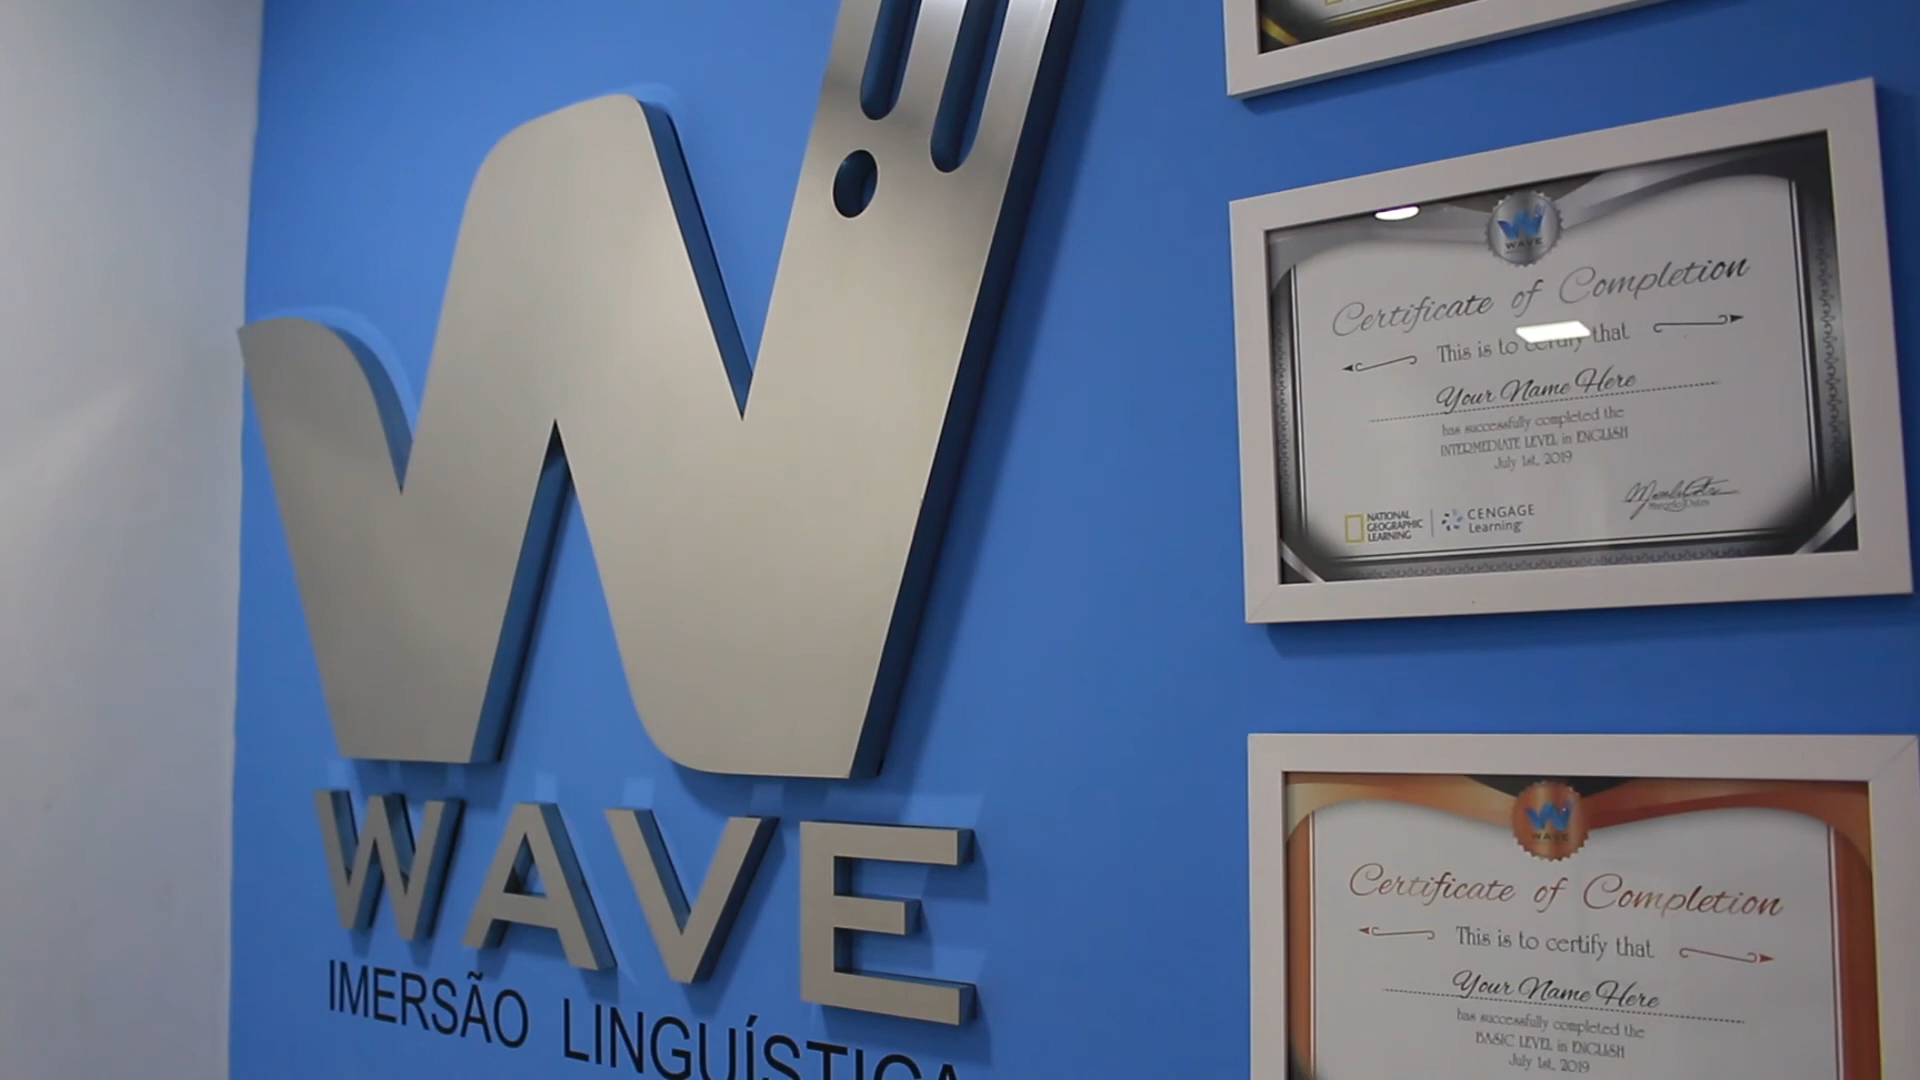 WAVE
IMERSÃO LINGUÍSTICA
WAVE
Certificate of Completion
This is to certify that
Your Name Here
has successfully completed the
INTERMEDIATE LEVEL in ENGLISH
July 1st, 2019
NATIONAL
GEOGRAPHIC
LEARNING
CENGAGE
Learning
WAVE
Certificate of Completion
This is to certify that
Your Name Here
has successfully completed the
BASIC LEVEL in ENGLISH
July 1st, 2019